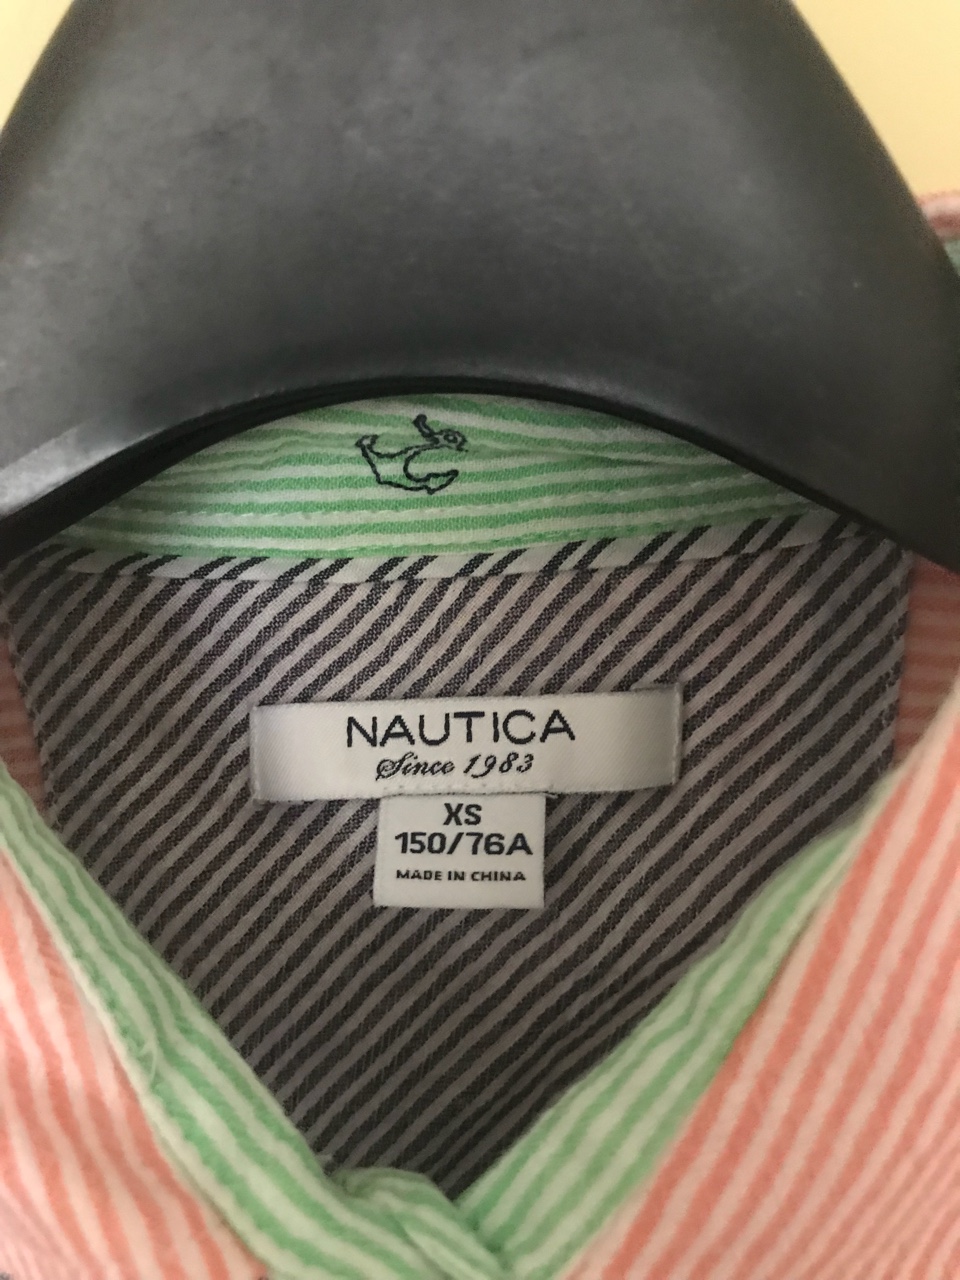 NAUTICA
Since 1983
XS
150/76A
MADE IN CHINA